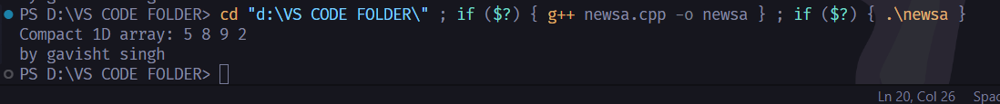 PS D:\VS CODE FOLDER> cd "d:\VS CODE FOLDER\" ; if ($?) { g++ newsa.cpp -o newsa } ; if ($?) { .\newsa }
Compact 1D array: 5 8 9 2
by gavisht singh
PS D:\VS CODE FOLDER>
Ln 20, Col 26 Spac